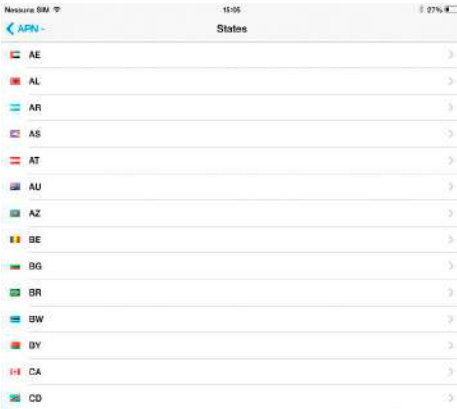 Nessuna SIM 15:05 27%
APN - States
AE
AL
AR
AS
AT
AU
AZ
BE
BG
BR
BW
BY
CA
CD